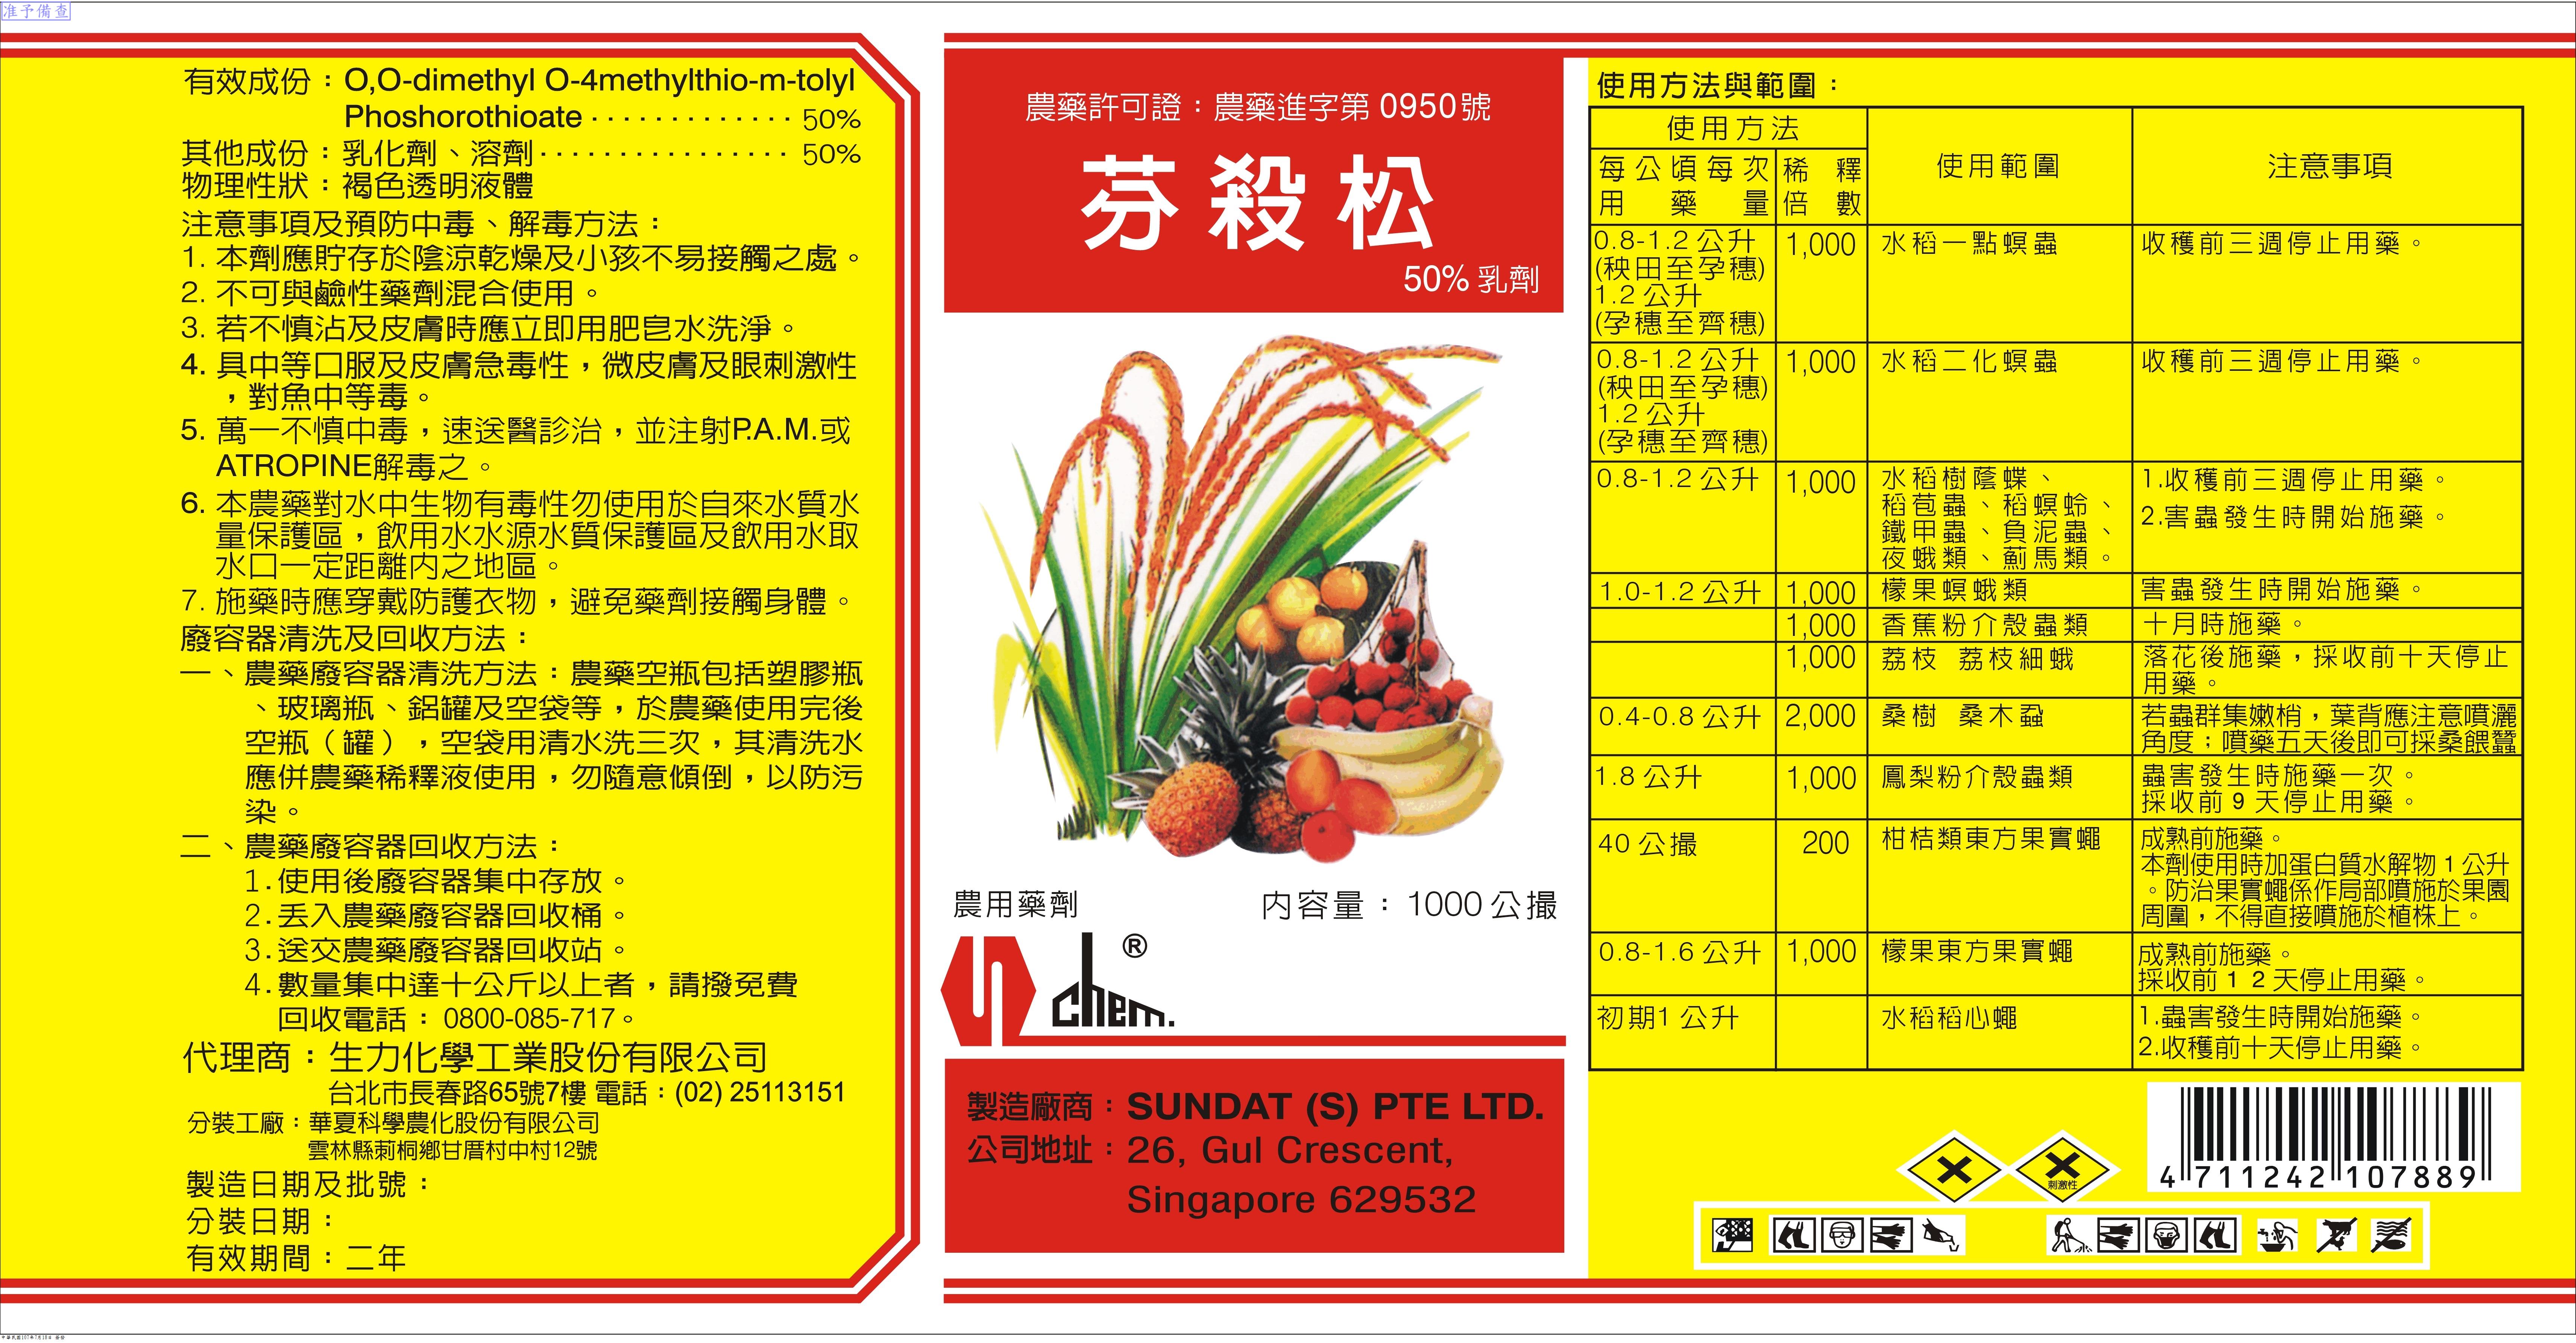 准予備查
有效成份：O,O-dimethyl O-4methylthio-m-tolyl
Phoshorothioate ············· 50%
其他成份：乳化劑、溶劑················ 50%
物理性狀：褐色透明液體
注意事項及預防中毒、解毒方法：
1. 本劑應貯存於陰涼乾燥及小孩不易接觸之處。
2. 不可與鹼性藥劑混合使用。
3. 若不慎沾及皮膚時應立即用肥皂水洗淨。
4. 具中等口服及皮膚急毒性，微皮膚及眼刺激性
，對魚中等毒。
5. 萬一不慎中毒，速送醫診治，並注射P.A.M.或
ATROPINE解毒之。
6. 本農藥對水中生物有毒性勿使用於自來水質水
量保護區，飲用水水源水質保護區及飲用水取
水口一定距離內之地區。
7. 施藥時應穿戴防護衣物，避免藥劑接觸身體。
廢容器清洗及回收方法：
一、農藥廢容器清洗方法：農藥空瓶包括塑膠瓶
、玻璃瓶、鋁罐及空袋等，於農藥使用完後
空瓶（罐），空袋用清水洗三次，其清洗水
應併農藥稀釋液使用，勿隨意傾倒，以防污
染。
二、農藥廢容器回收方法：
1.使用後廢容器集中存放。
2.丟入農藥廢容器回收桶。
3.送交農藥廢容器回收站。
4.數量集中達十公斤以上者，請撥免費
回收電話：0800-085-717。
代理商：生力化學工業股份有限公司
台北市長春路65號7樓 電話：(02) 25113151
分裝工廠：華夏科學農化股份有限公司
雲林縣莿桐鄉甘厝村中村12號
製造日期及批號：
分裝日期：
有效期間：二年
農藥許可證：農藥進字第 0950號
芬殺松
50% 乳劑
農用藥劑
內容量：1000 公撮
chem. ®
製造廠商：SUNDAT (S) PTE LTD.
公司地址：26, Gul Crescent,
Singapore 629532
使用方法與範圍：
使用方法 使用範圍 注意事項
每公頃每次用藥量 稀釋倍數
0.8-1.2 公升 1,000 水稻一點螟蟲 收穫前三週停止用藥。
(秧田至孕穗)
1.2 公升
(孕穗至齊穗)
0.8-1.2 公升 1,000 水稻二化螟蟲 收穫前三週停止用藥。
(秧田至孕穗)
1.2 公升
(孕穗至齊穗)
0.8-1.2 公升 1,000 水稻樹蔭蝶、 1.收穫前三週停止用藥。
稻苞蟲、稻螟蛉、 2.害蟲發生時開始施藥。
鐵甲蟲、負泥蟲、
夜蛾類、薊馬類。
1.0-1.2 公升 1,000 檬果螟蛾類 害蟲發生時開始施藥。
1,000 香蕉粉介殼蟲類 十月時施藥。
1,000 荔枝 荔枝細蛾 落花後施藥，採收前十天停止
用藥。
0.4-0.8 公升 2,000 桑樹 桑木蝨 若蟲群集嫩梢，葉背應注意噴灑
角度；噴藥五天後即可採桑餵蠶
1.8 公升 1,000 鳳梨粉介殼蟲類 蟲害發生時施藥一次。
採收前 9 天停止用藥。
40 公撮 200 柑桔類東方果實蠅 成熟前施藥。
本劑使用時加蛋白質水解物 1 公升
。防治果實蠅係作局部噴施於果園
周圍，不得直接噴施於植株上。
0.8-1.6 公升 1,000 檬果東方果實蠅 成熟前施藥。
採收前 1 2 天停止用藥。
初期1 公升 水稻稻心蠅 1.蟲害發生時開始施藥。
2.收穫前十天停止用藥。
刺激性
4 711242 107889